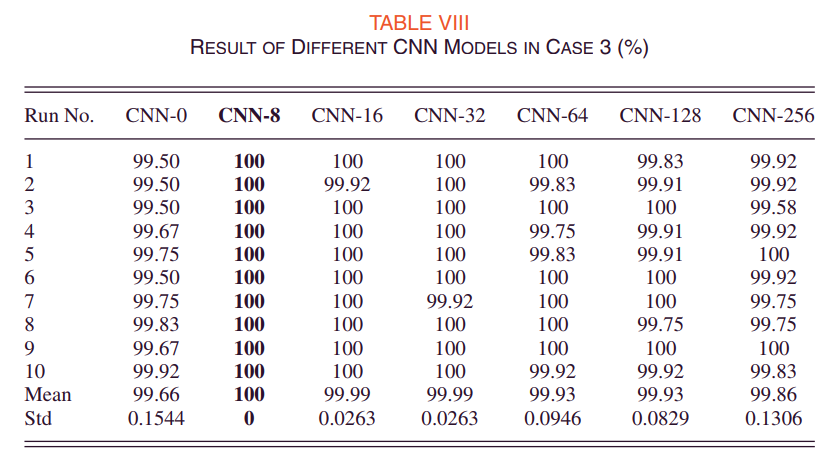 TABLE VIII
RESULT OF DIFFERENT CNN MODELS IN CASE 3 (%)
Run No. CNN-0 CNN-8 CNN-16 CNN-32 CNN-64 CNN-128 CNN-256
1 99.50 100 100 100 100 99.83 99.92
2 99.50 100 99.92 100 99.83 99.91 99.92
3 99.50 100 100 100 100 100 99.58
4 99.67 100 100 100 99.75 99.91 99.92
5 99.75 100 100 100 99.83 99.91 100
6 99.50 100 100 100 100 100 99.92
7 99.75 100 100 99.92 100 100 99.75
8 99.83 100 100 100 100 99.75 99.75
9 99.67 100 100 100 100 100 100
10 99.92 100 100 100 99.92 99.92 99.83
Mean 99.66 100 99.99 99.99 99.93 99.93 99.86
Std 0.1544 0 0.0263 0.0263 0.0946 0.0829 0.1306